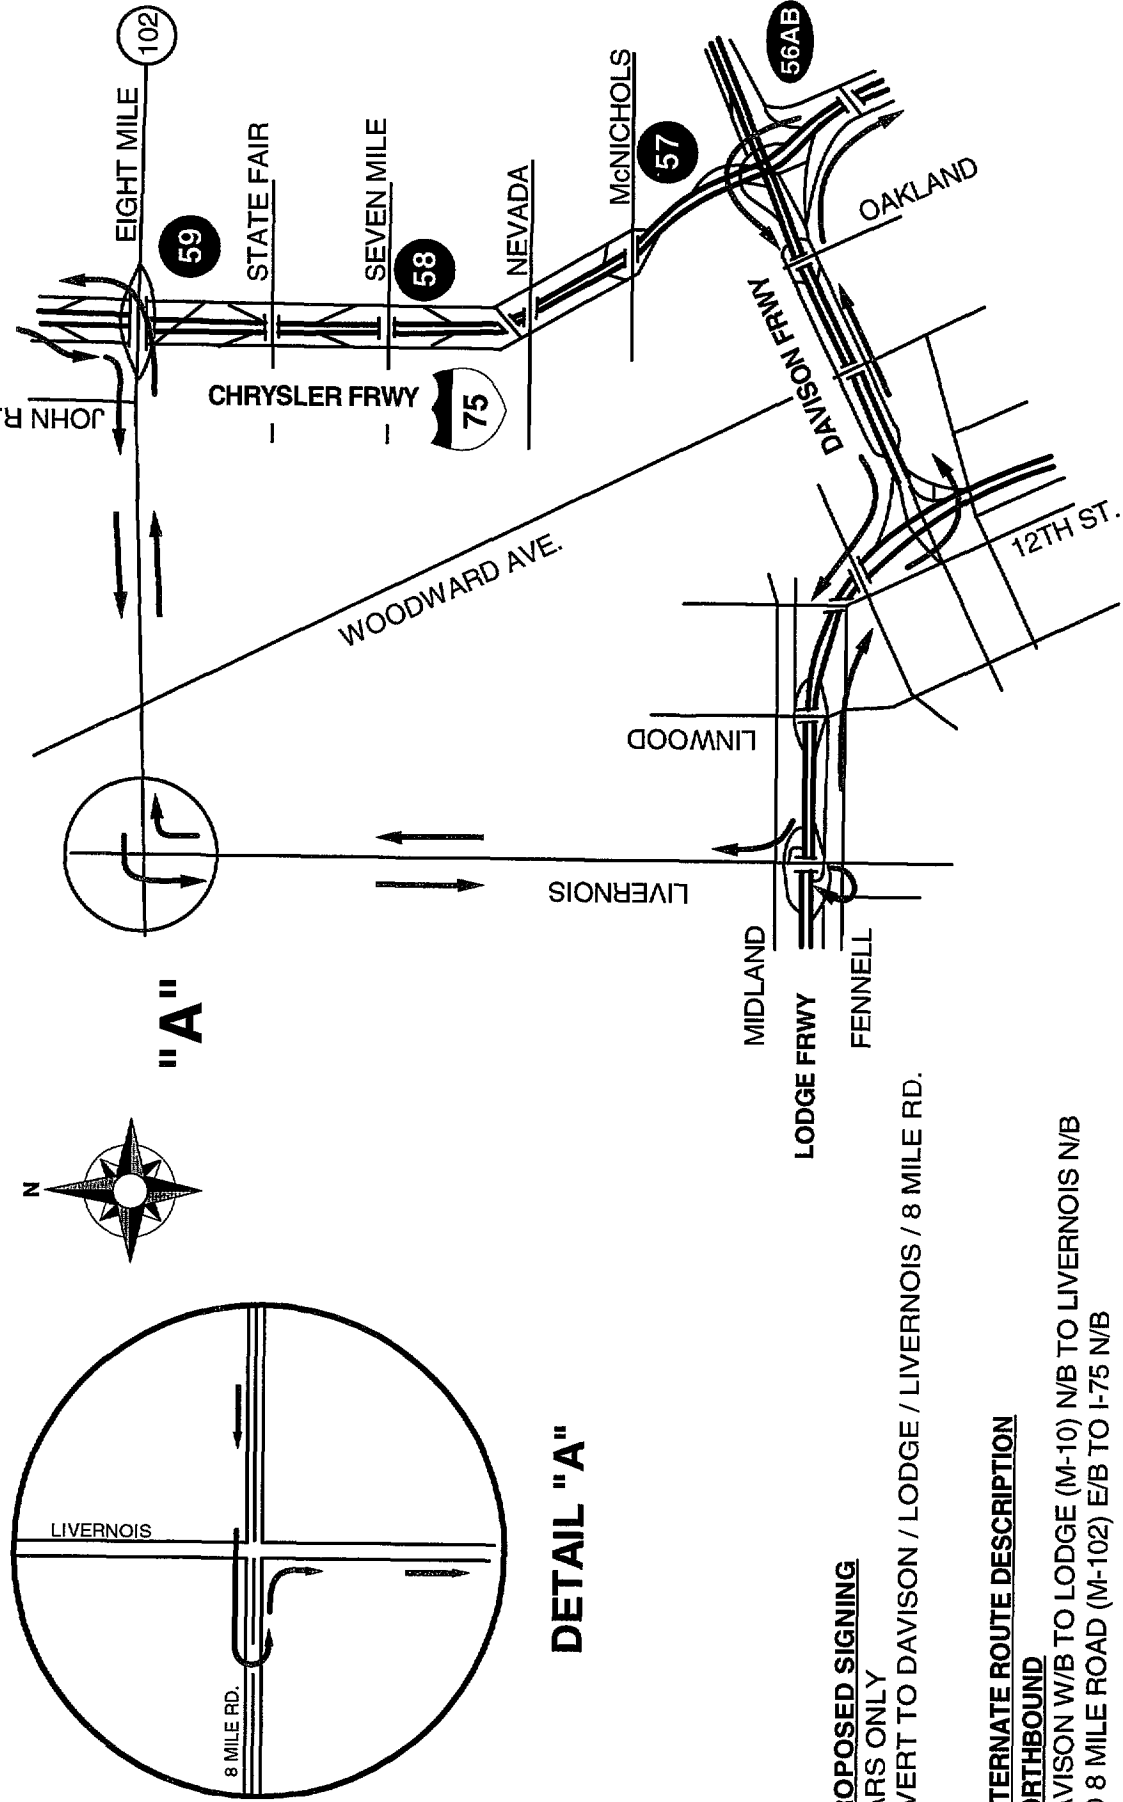 102
EIGHT MILE
59
STATE FAIR
SEVEN MILE
58
NEVADA
McNICHOLS
57
56AB
JOHN R.
CHRYSLER FRWY
75
DAVISON FRWY
OAKLAND
WOODWARD AVE.
12TH ST.
LINWOOD
LIVERNOIS
MIDLAND
LODGE FRWY
FENNELL
"A"
N
LIVERNOIS
8 MILE RD.
DETAIL "A"
OPOSED SIGNING
ARS ONLY
VERT TO DAVISON / LODGE / LIVERNOIS / 8 MILE RD.
TERNATE ROUTE DESCRIPTION
ORTHBOUND
AVISON W/B TO LODGE (M-10) N/B TO LIVERNOIS N/B
8 MILE ROAD (M-102) E/B TO I-75 N/B